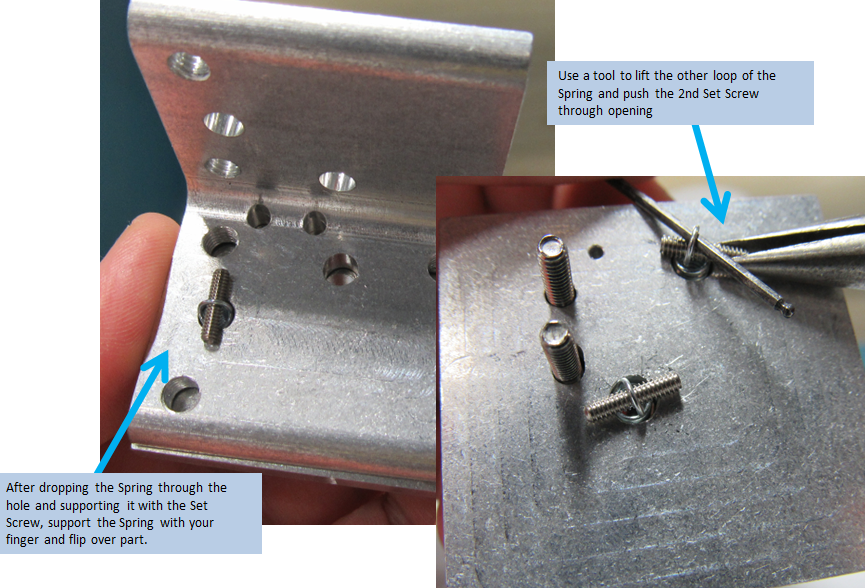 Use a tool to lift the other loop of the
Spring and push the 2nd Set Screw
through opening
After dropping the Spring through the
hole and supporting it with the Set
Screw, support the Spring with your
finger and flip over part.